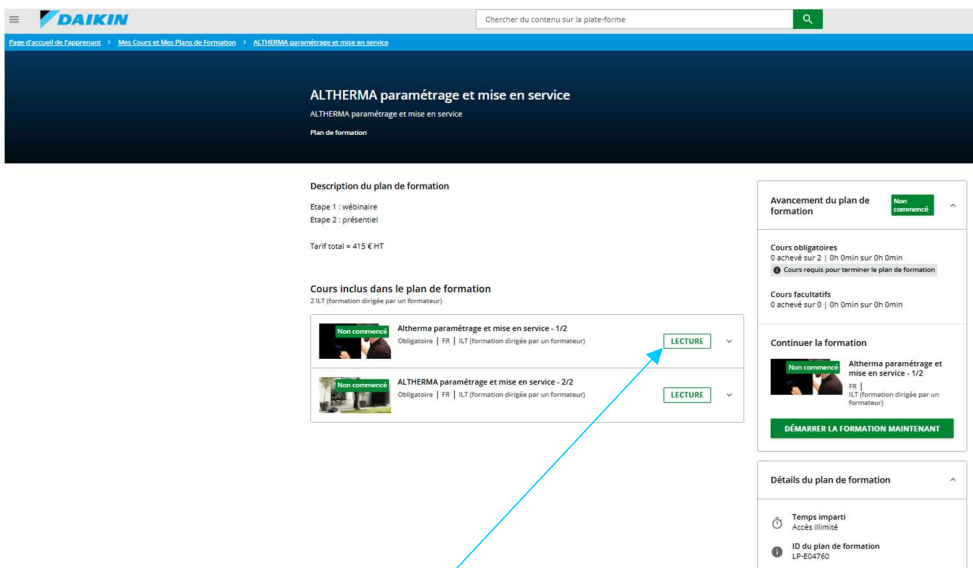 DAIKIN
Chercher du contenu sur la plate-forme
Page d'accueil de l'apprenant > Mes Cours et Mes Plans de Formation > ALTHERMA paramétrage et mise en service
ALTHERMA paramétrage et mise en service
ALTHERMA paramétrage et mise en service
Plan de formation
Description du plan de formation
Etape 1 : wébinaire
Etape 2 : présentiel
Tarif total = 415 € HT
Cours inclus dans le plan de formation
2 ILT (formation dirigée par un formateur)
Non commencé
Altherma paramétrage et mise en service - 1/2
Obligatoire | FR | ILT (formation dirigée par un formateur)
LECTURE
Non commencé
ALTHERMA paramétrage et mise en service - 2/2
Obligatoire | FR | ILT (formation dirigée par un formateur)
LECTURE
Avancement du plan de
formation
Non
commencé
Cours obligatoires
0 achevé sur 2 | 0h 0min sur 0h 0min
Cours requis pour terminer le plan de formation
Cours facultatifs
0 achevé sur 0 | 0h 0min sur 0h 0min
Continuer la formation
Non commencé
Altherma paramétrage et
mise en service - 1/2
FR |
ILT (formation dirigée par un
formateur)
DÉMARRER LA FORMATION MAINTENANT
Détails du plan de formation
Temps imparti
Accès illimité
ID du plan de formation
LP-E04760